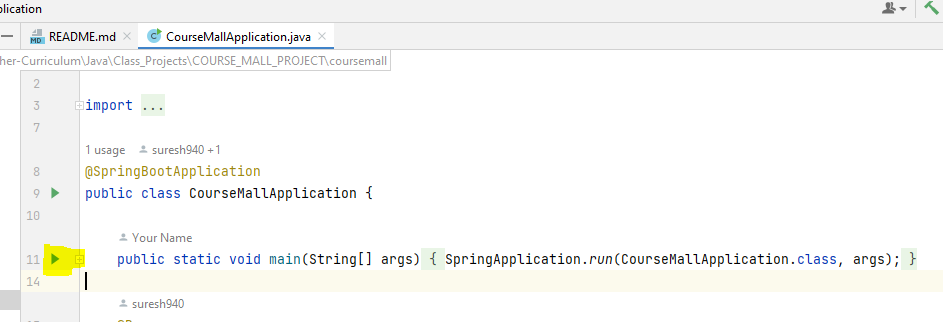 plication
README.md
CourseMallApplication.java
her-Curriculum\Java\Class_Projects\COURSE_MALL_PROJECT\coursemall
2
3 import ...
7
1 usage suresh940 +1
8 @SpringBootApplication
9 public class CourseMallApplication {
10
Your Name
11 public static void main(String[] args) { SpringApplication.run(CourseMallApplication.class, args); }
14
suresh940